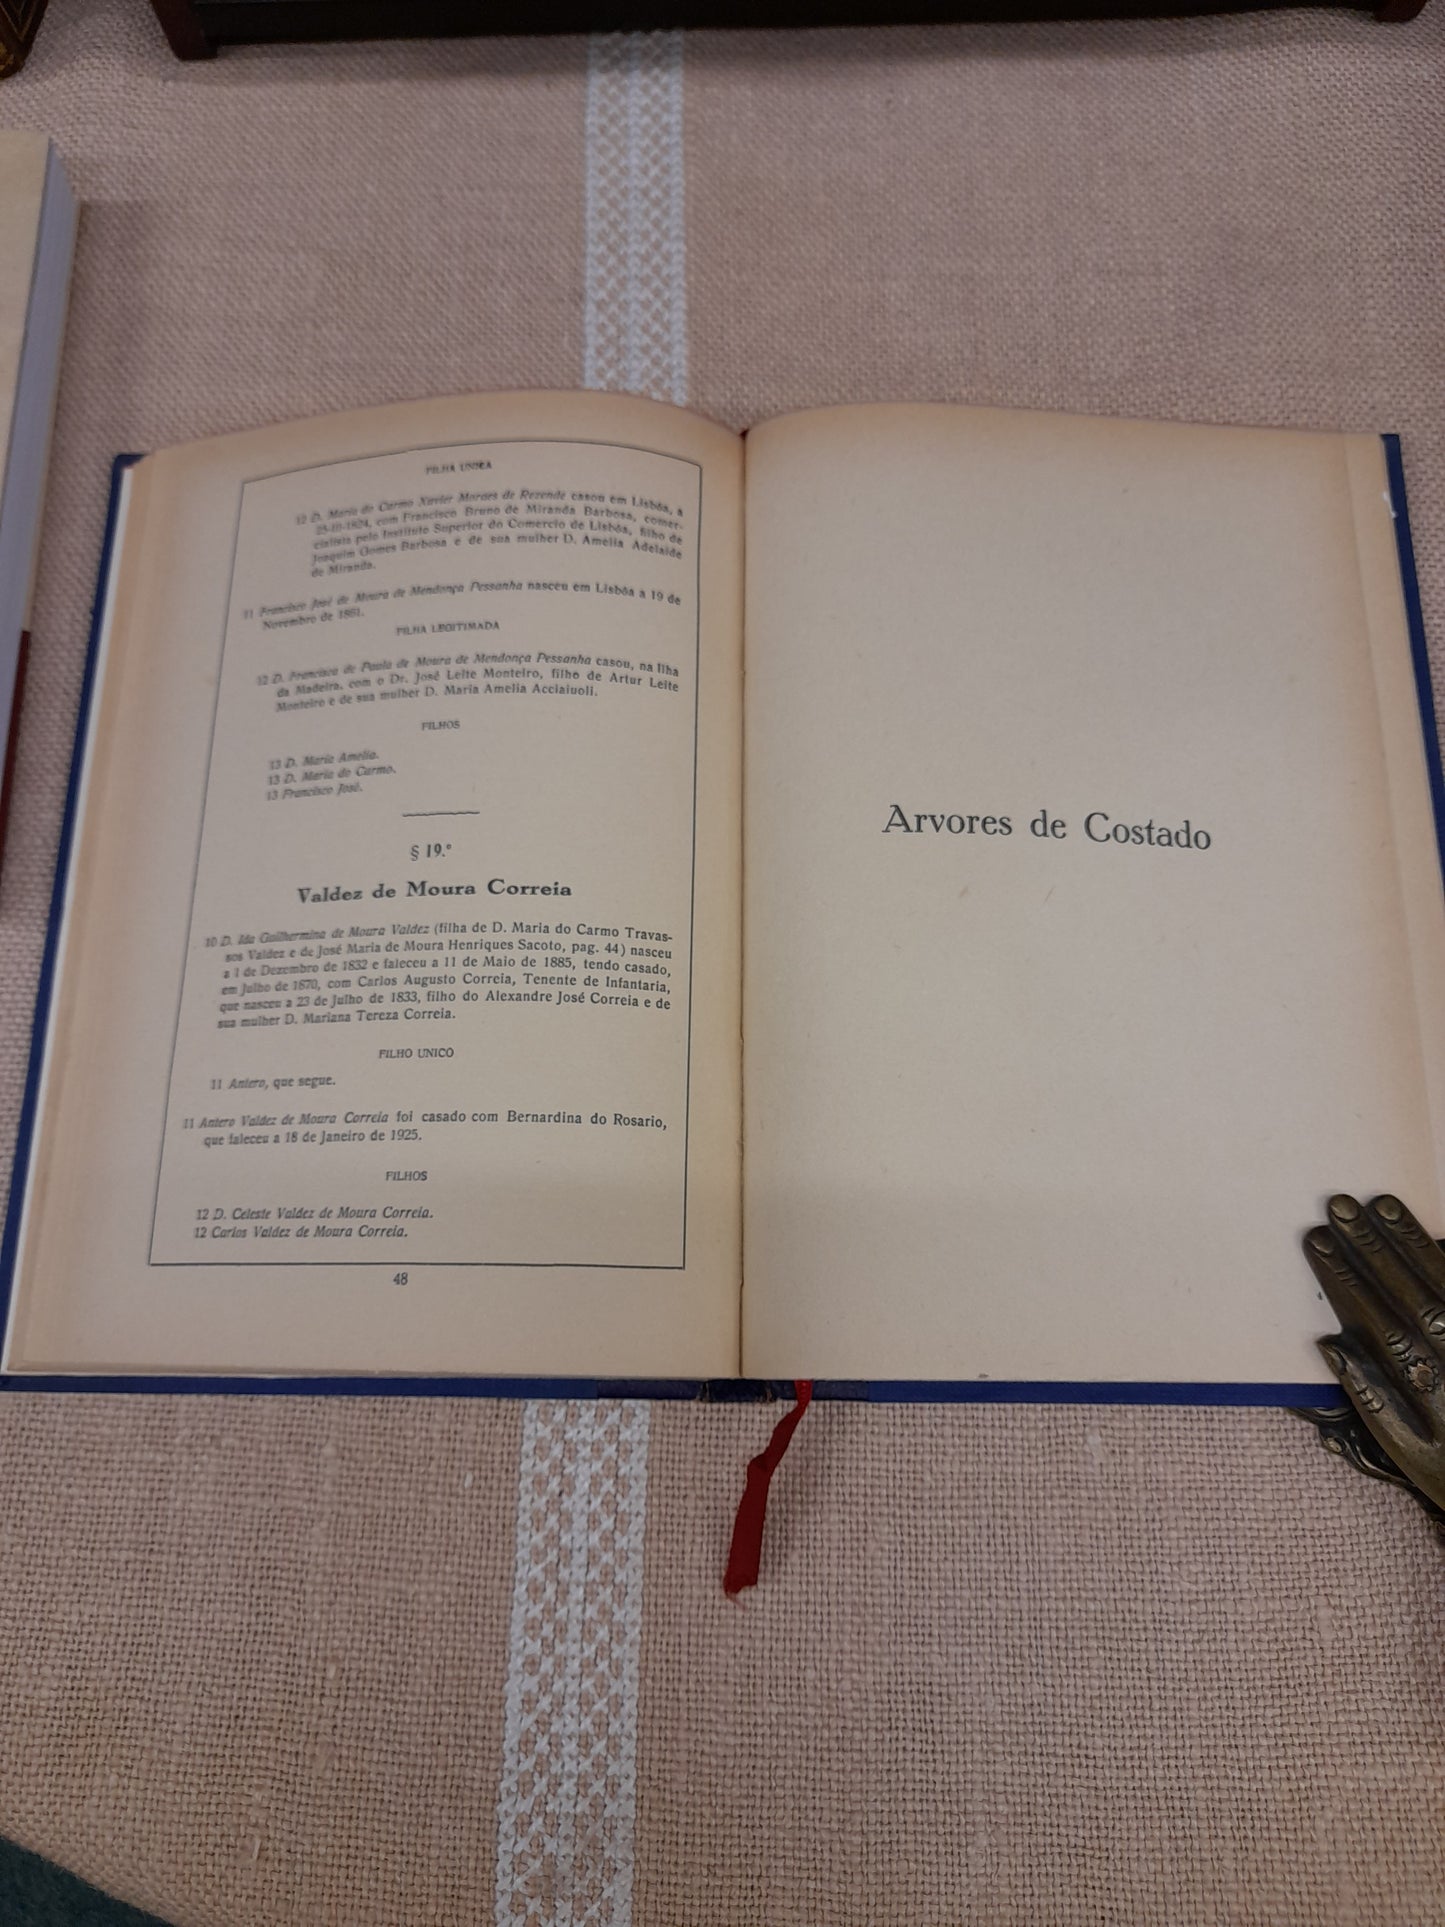 FILHA UNICA
12 D. Maria do Carmo Xavier Moraes de Rezende casou em Lisbôa, a
25-III-1924, com Francisco Bruno de Miranda Barbosa, comer-
cialista pelo Instituto Superior do Comercio de Lisbôa, filho de
Joaquim Gomes Barbosa e de sua mulher D. Amelia Adelaide
de Miranda.
11 Francisco José de Moura de Mendonça Pessanha nasceu em Lisbôa a 19 de
Novembro de 1861.
FILHA LEGITIMADA
12 D. Francisca de Paula de Moura de Mendonça Pessanha casou, na Ilha
da Madeira, com o Dr. José Leite Monteiro, filho de Artur Leite
Monteiro e de sua mulher D. Maria Amelia Acciaiuoli.
FILHOS
13 D. Maria Amelia.
13 D. Maria do Carmo.
13 Francisco José.
§ 19.º
Valdez de Moura Correia
10 D. Ida Guilhermina de Moura Valdez (filha de D. Maria do Carmo Travas-
sos Valdez e de José Maria de Moura Henriques Sacoto, pag. 44) nasceu
a 1 de Dezembro de 1832 e faleceu a 11 de Maio de 1885, tendo casado,
em Julho de 1870, com Carlos Augusto Correia, Tenente de Infantaria,
que nasceu a 23 de Julho de 1833, filho do Alexandre José Correia e de
sua mulher D. Mariana Tereza Correia.
FILHO UNICO
11 Antero, que segue.
11 Antero Valdez de Moura Correia foi casado com Bernardina do Rosario,
que faleceu a 18 de Janeiro de 1925.
FILHOS
12 D. Celeste Valdez de Moura Correia.
12 Carlos Valdez de Moura Correia.
48
Arvores de Costado